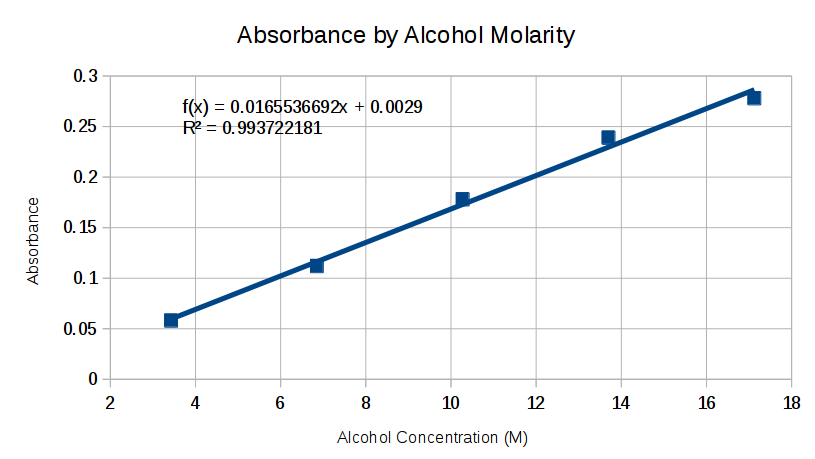 Absorbance by Alcohol Molarity
0.3
f(x) = 0.0165536692x + 0.0029
R² = 0.993722181
0.25
0.2
0.15
0.1
0.05
0
Absorbance
2 4 6 8 10 12 14 16 18
Alcohol Concentration (M)